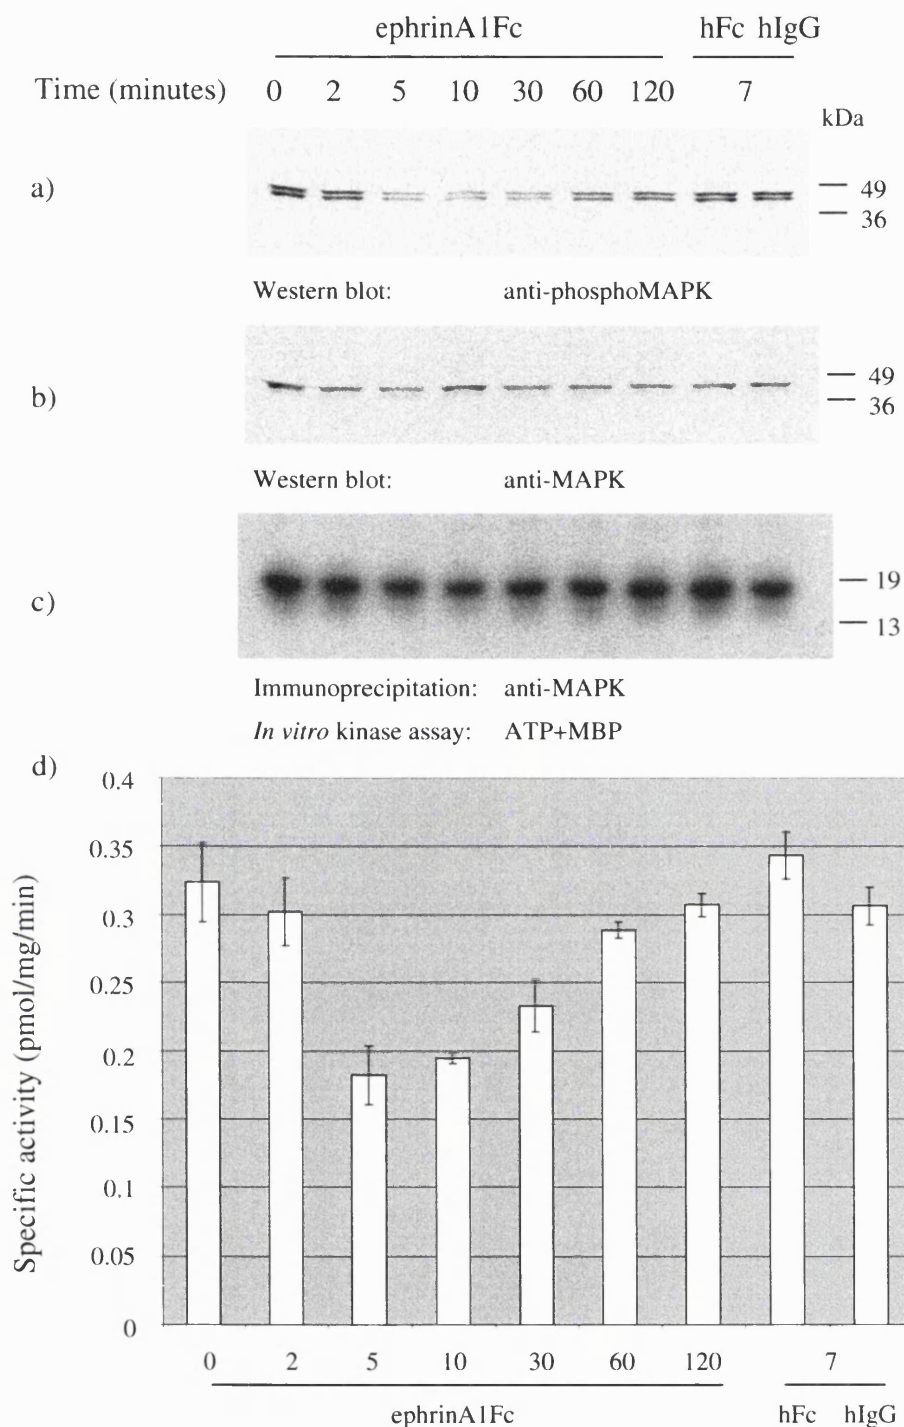 ephrinA1Fc hFc hIgG
Time (minutes) 0 2 5 10 30 60 120 7
kDa
a)
49
36
Western blot: anti-phosphoMAPK
b)
49
36
Western blot: anti-MAPK
c)
19
13
Immunoprecipitation: anti-MAPK
In vitro kinase assay: ATP+MBP
d)
Specific activity (pmol/mg/min)
0.4
0.35
0.3
0.25
0.2
0.15
0.1
0.05
0
0 2 5 10 30 60 120 7
ephrinA1Fc hFc hIgG